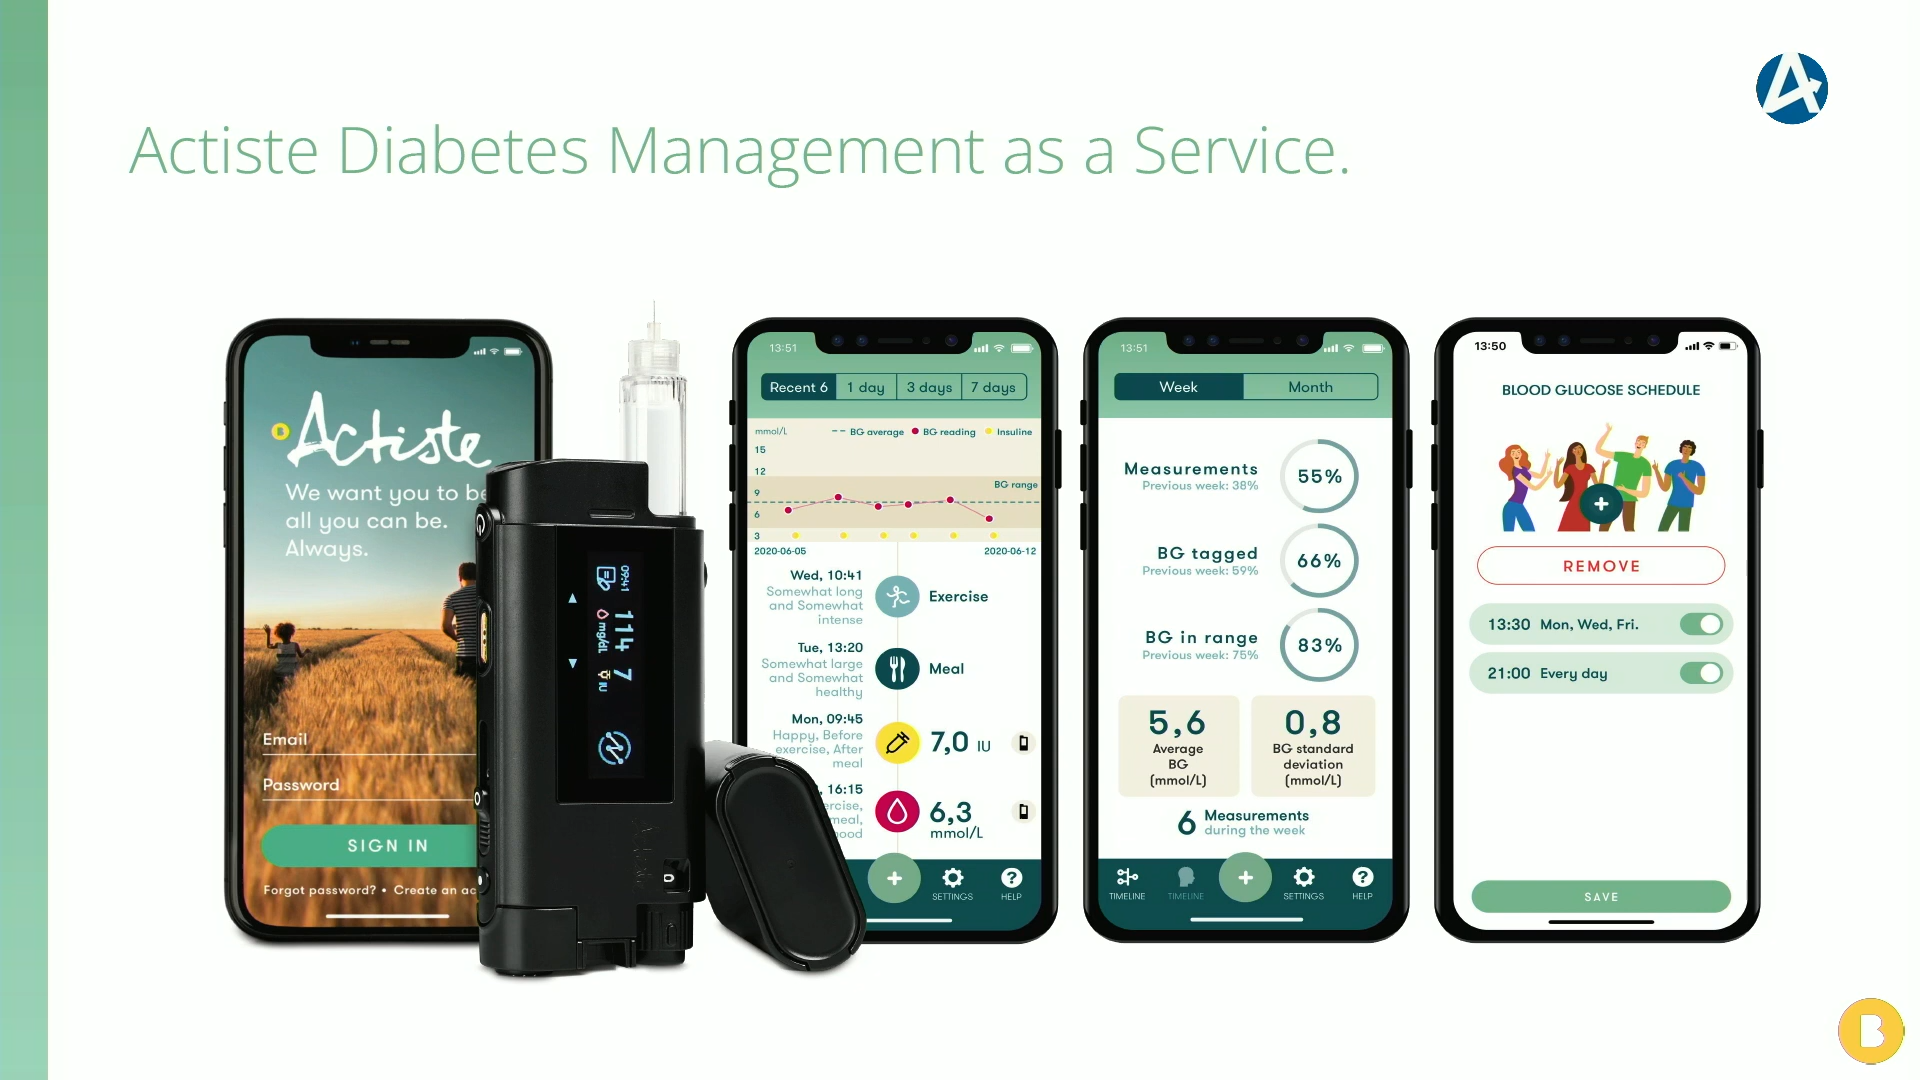 Actiste Diabetes Management as a Service.
Actiste
We want you to be
all you can be.
Always.
Email
Password
SIGN IN
Forgot password? • Create an ac
09:41
114 mg/dL
7 IU
13:51
Recent 6 1 day 3 days 7 days
mmol/L -- BG average BG reading Insuline
15
12
BG range
9
6
3
2020-06-05 2020-06-12
Wed, 10:41
Somewhat long
and Somewhat
intense
Exercise
Tue, 13:20
Somewhat large
and Somewhat
healthy
Meal
Mon, 09:45
Happy, Before
exercise, After
meal
7,0 IU
16:15
ercise,
meal,
ood
6,3
mmol/L
+
SETTINGS
HELP
13:51
Week Month
Measurements
Previous week: 38%
55%
BG tagged
Previous week: 59%
66%
BG in range
Previous week: 75%
83%
5,6
Average
BG
(mmol/L)
0,8
BG standard
deviation
(mmol/L)
6 Measurements
during the week
TIMELINE
TIMELINE
+
SETTINGS
HELP
13:50
BLOOD GLUCOSE SCHEDULE
+
REMOVE
13:30 Mon, Wed, Fri.
21:00 Every day
SAVE
B